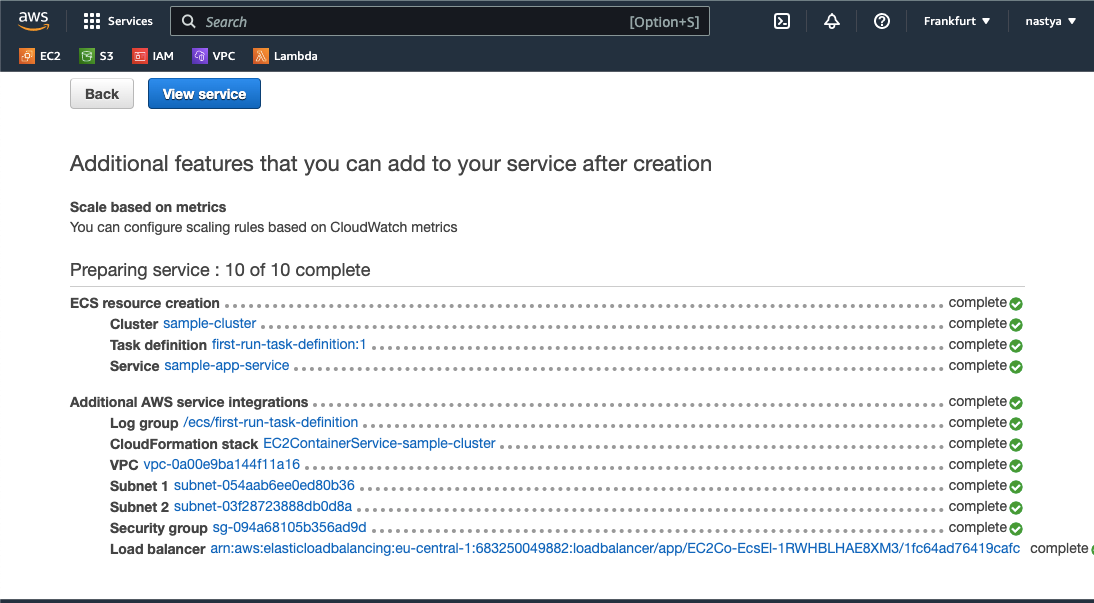 aws Services Search [Option+S] Frankfurt nastya
EC2 S3 IAM VPC Lambda
Back View service
Additional features that you can add to your service after creation
Scale based on metrics
You can configure scaling rules based on CloudWatch metrics
Preparing service : 10 of 10 complete
ECS resource creation complete
Cluster sample-cluster complete
Task definition first-run-task-definition:1 complete
Service sample-app-service complete
Additional AWS service integrations complete
Log group /ecs/first-run-task-definition complete
CloudFormation stack EC2ContainerService-sample-cluster complete
VPC vpc-0a00e9ba144f11a16 complete
Subnet 1 subnet-054aab6ee0ed80b36 complete
Subnet 2 subnet-03f28723888db0d8a complete
Security group sg-094a68105b356ad9d complete
Load balancer arn:aws:elasticloadbalancing:eu-central-1:683250049882:loadbalancer/app/EC2Co-EcsEl-1RWHBLHAE8XM3/1fc64ad76419cafc complete